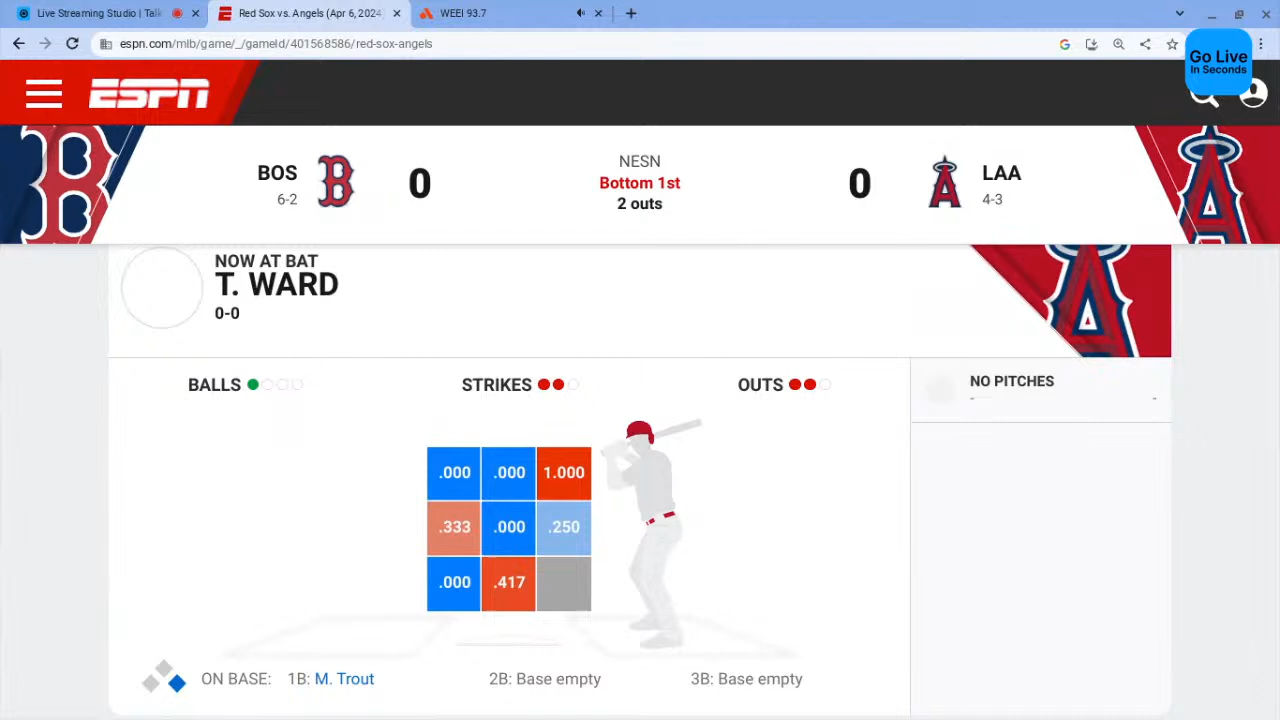 Live Streaming Studio | Talk
Red Sox vs. Angels (Apr 6, 2024
WEEI 93.7
espn.com/mlb/game/_/gameId/401568586/red-sox-angels
Go Live
In Seconds
ESPN
BOS
6-2
0
NESN
Bottom 1st
2 outs
0
LAA
4-3
NOW AT BAT
T. WARD
0-0
BALLS
STRIKES
OUTS
NO PITCHES
-
-
.000 .000 1.000
.333 .000 .250
.000 .417
ON BASE: 1B: M. Trout 2B: Base empty 3B: Base empty